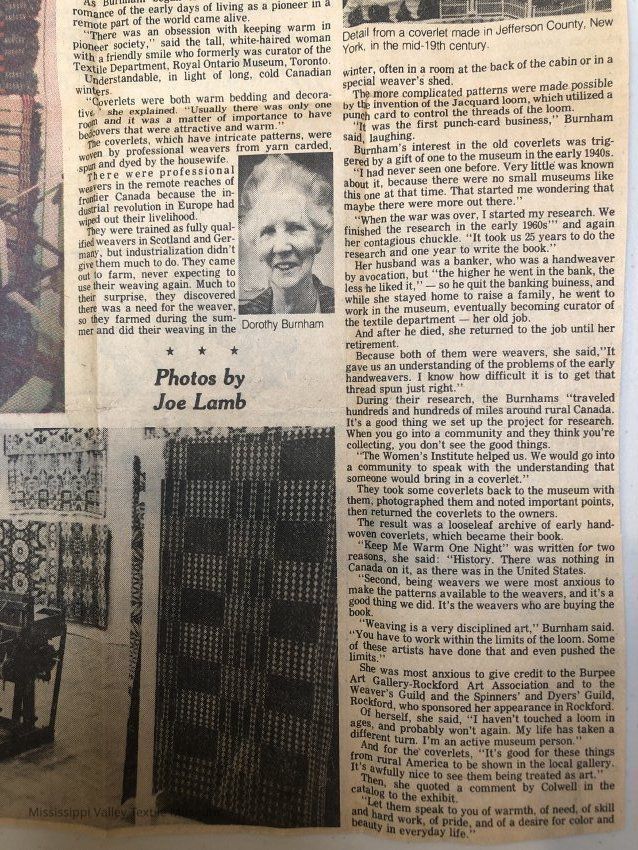 As Burnham
romance of the early days of living as a pioneer in a
remote part of the world came alive.
"There was an obsession with keeping warm in
pioneer society," said the tall, white-haired woman
with a friendly smile who formerly was curator of the
Textile Department, Royal Ontario Museum, Toronto.
Understandable, in light of long, cold Canadian
winters.
"Coverlets were both warm bedding and decora-
tive," she explained. "Usually there was only one
room and it was a matter of importance to have
bedcovers that were attractive and warm."
The coverlets, which have intricate patterns, were
woven by professional weavers from yarn carded,
spun and dyed by the housewife.
There were professional
weavers in the remote reaches of
frontier Canada because the in-
dustrial revolution in Europe had
wiped out their livelihood.
They were trained as fully qual-
ified weavers in Scotland and Ger-
many, but industrialization didn't
give them much to do. They came
out to farm, never expecting to
use their weaving again. Much to
their surprise, they discovered
there was a need for the weaver,
so they farmed during the sum-
mer and did their weaving in the
Dorothy Burnham
★ ★ ★
Photos by
Joe Lamb
Detail from a coverlet made in Jefferson County, New
York, in the mid-19th century.
winter, often in a room at the back of the cabin or in a
special weaver's shed.
The more complicated patterns were made possible
by the invention of the Jacquard loom, which utilized a
punch card to control the threads of the loom.
"It was the first punch-card business," Burnham
said, laughing.
Burnham's interest in the old coverlets was trig-
gered by a gift of one to the museum in the early 1940s.
"I had never seen one before. Very little was known
about it, because there were no small museums like
this one at that time. That started me wondering that
maybe there were more out there."
"When the war was over, I started my research. We
finished the research in the early 1960s'" and again
her contagious chuckle. "It took us 25 years to do the
research and one year to write the book."
Her husband was a banker, who was a handweaver
by avocation, but "the higher he went in the bank, the
less he liked it," — so he quit the banking buiness, and
while she stayed home to raise a family, he went to
work in the museum, eventually becoming curator of
the textile department — her old job.
And after he died, she returned to the job until her
retirement.
Because both of them were weavers, she said,"It
gave us an understanding of the problems of the early
handweavers. I know how difficult it is to get that
thread spun just right."
During their research, the Burnhams "traveled
hundreds and hundreds of miles around rural Canada.
It's a good thing we set up the project for research.
When you go into a community and they think you're
collecting, you don't see the good things.
"The Women's Institute helped us. We would go into
a community to speak with the understanding that
someone would bring in a coverlet."
They took some coverlets back to the museum with
them, photographed them and noted important points,
then returned the coverlets to the owners.
The result was a looseleaf archive of early hand-
woven coverlets, which became their book.
"Keep Me Warm One Night" was written for two
reasons, she said: "History. There was nothing in
Canada on it, as there was in the United States.
"Second, being weavers we were most anxious to
make the patterns available to the weavers, and it's a
good thing we did. It's the weavers who are buying the
book.
"Weaving is a very disciplined art," Burnham said.
"You have to work within the limits of the loom. Some
of these artists have done that and even pushed the
limits."
She was most anxious to give credit to the Burpee
Art Gallery-Rockford Art Association and to the
Weaver's Guild and the Spinners' and Dyers' Guild,
Rockford, who sponsored her appearance in Rockford.
Of herself, she said, "I haven't touched a loom in
ages, and probably won't again. My life has taken a
different turn. I'm an active museum person."
And for the coverlets, "It's good for these things
from rural America to be shown in the local gallery.
It's awfully nice to see them being treated as art."
Then, she quoted a comment by Colwell in the
catalog to the exhibit.
"Let them speak to you of warmth, of need, of skill
and hard work, of pride, and of a desire for color and
beauty in everyday life."
Mississippi Valley Textile